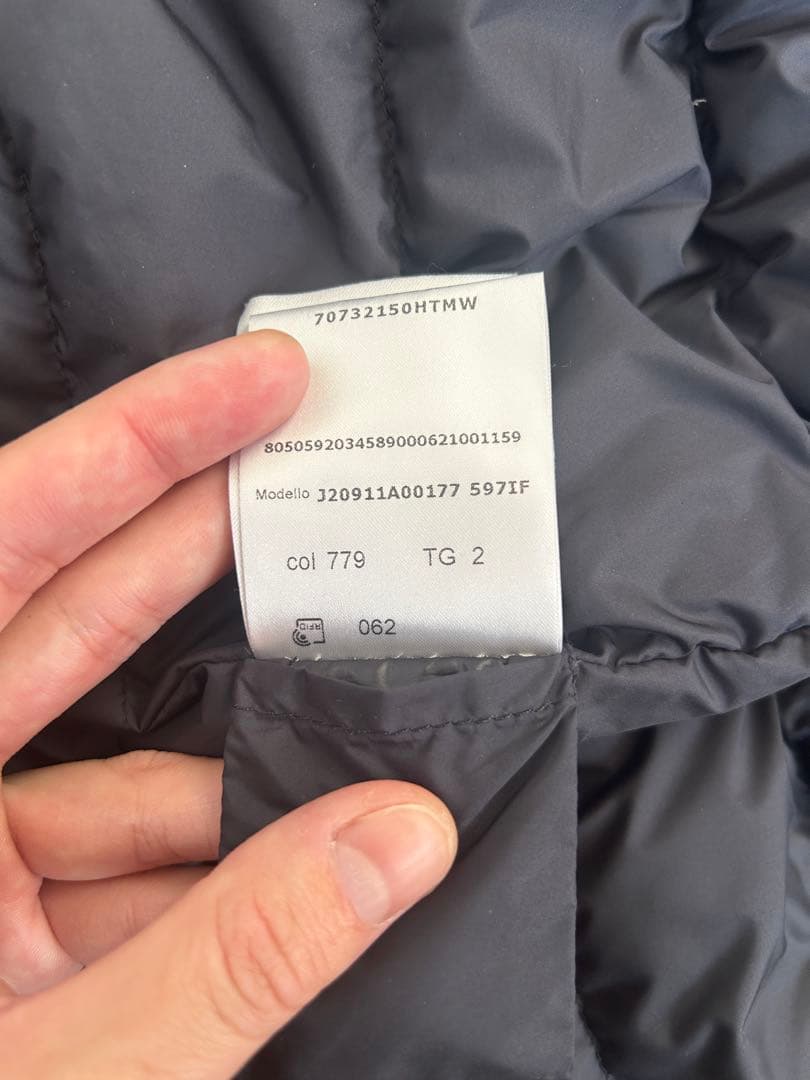 70732150HTMW
8050592034589000621001159
Modello J20911A00177 597IF
col 779 TG 2
RFID 062